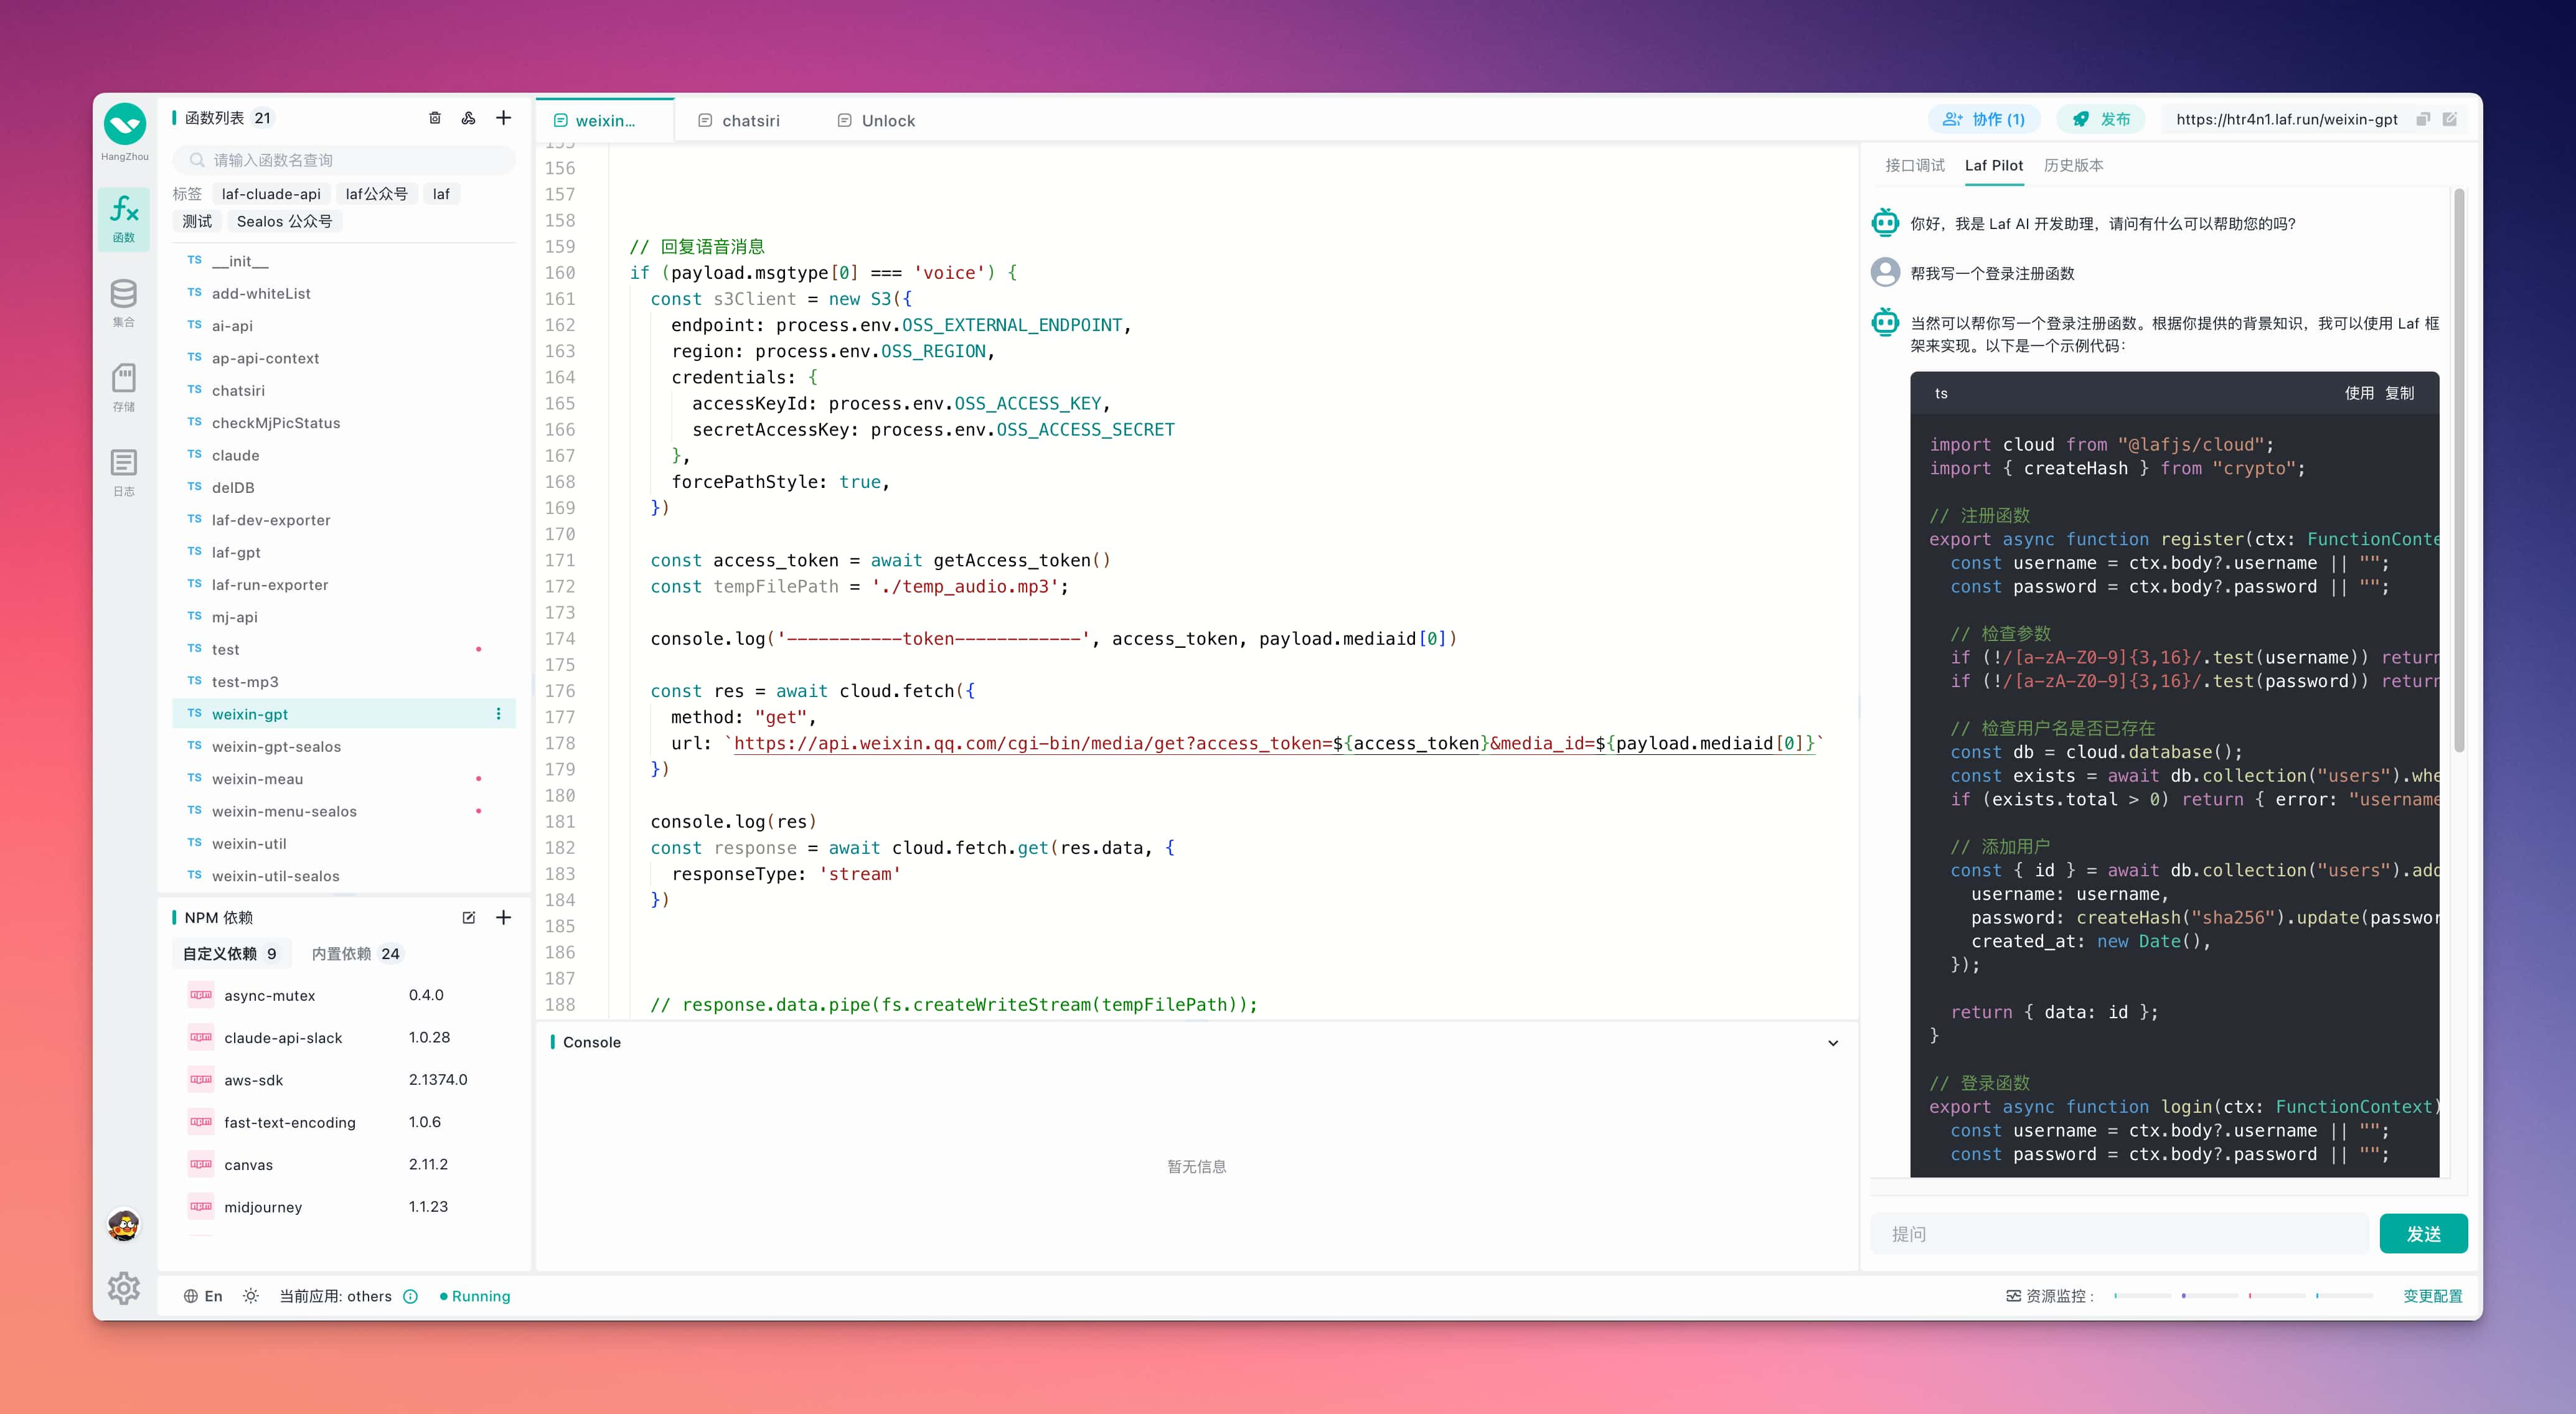 HangZhou
函数
集合
存储
日志
函数列表 21
请输入函数名查询
标签 laf-cluade-api laf公众号 laf
测试 Sealos 公众号
TS __init__
TS add-whiteList
TS ai-api
TS ap-api-context
TS chatsiri
TS checkMjPicStatus
TS claude
TS delDB
TS laf-dev-exporter
TS laf-gpt
TS laf-run-exporter
TS mj-api
TS test
TS test-mp3
TS weixin-gpt
TS weixin-gpt-sealos
TS weixin-meau
TS weixin-menu-sealos
TS weixin-util
TS weixin-util-sealos
NPM 依赖
自定义依赖 9 内置依赖 24
async-mutex 0.4.0
claude-api-slack 1.0.28
aws-sdk 2.1374.0
fast-text-encoding 1.0.6
canvas 2.11.2
midjourney 1.1.23
weixin... chatsiri Unlock
协作 (1) 发布 https://htr4n1.laf.run/weixin-gpt
155
156
157
158
159 // 回复语音消息
160 if (payload.msgtype[0] === 'voice') {
161 const s3Client = new S3({
162 endpoint: process.env.OSS_EXTERNAL_ENDPOINT,
163 region: process.env.OSS_REGION,
164 credentials: {
165 accessKeyId: process.env.OSS_ACCESS_KEY,
166 secretAccessKey: process.env.OSS_ACCESS_SECRET
167 },
168 forcePathStyle: true,
169 })
170
171 const access_token = await getAccess_token()
172 const tempFilePath = './temp_audio.mp3';
173
174 console.log('-----------token------------', access_token, payload.mediaid[0])
175
176 const res = await cloud.fetch({
177 method: "get",
178 url: `https://api.weixin.qq.com/cgi-bin/media/get?access_token=${access_token}&media_id=${payload.mediaid[0]}`
179 })
180
181 console.log(res)
182 const response = await cloud.fetch.get(res.data, {
183 responseType: 'stream'
184 })
185
186
187
188 // response.data.pipe(fs.createWriteStream(tempFilePath));
Console
暂无信息
接口调试 Laf Pilot 历史版本
你好，我是 Laf AI 开发助理，请问有什么可以帮助您的吗？
帮我写一个登录注册函数
当然可以帮你写一个登录注册函数。根据你提供的背景知识，我可以使用 Laf 框
架来实现。以下是一个示例代码：
ts 使用 复制
import cloud from "@lafjs/cloud";
import { createHash } from "crypto";
// 注册函数
export async function register(ctx: FunctionConte
const username = ctx.body?.username || "";
const password = ctx.body?.password || "";
// 检查参数
if (!/[a-zA-Z0-9]{3,16}/.test(username)) return
if (!/[a-zA-Z0-9]{3,16}/.test(password)) return
// 检查用户名是否已存在
const db = cloud.database();
const exists = await db.collection("users").whe
if (exists.total > 0) return { error: "username
// 添加用户
const { id } = await db.collection("users").add
username: username,
password: createHash("sha256").update(passwor
created_at: new Date(),
});
return { data: id };
}
// 登录函数
export async function login(ctx: FunctionContext)
const username = ctx.body?.username || "";
const password = ctx.body?.password || "";
提问 发送
En 当前应用: others Running
资源监控 : 变更配置